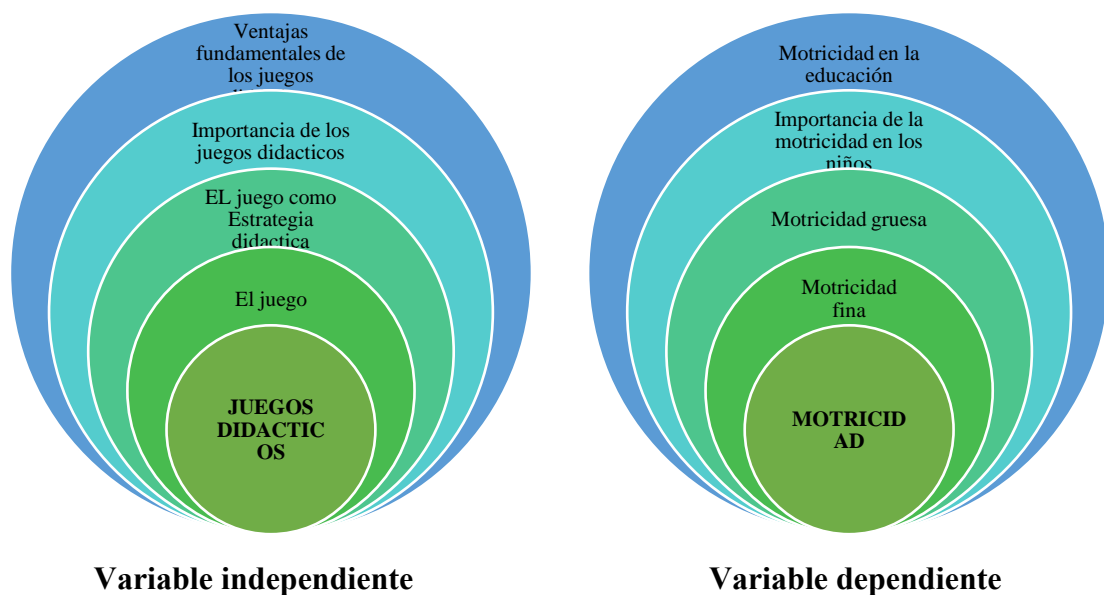 Ventajas
fundamentales de
los juegos
Importancia de los
juegos didacticos
EL juego como
Estrategia
didactica
El juego
JUEGOS
DIDACTIC
OS
Variable independiente
Motricidad en la
educación
Importancia de la
motricidad en los
niños
Motricidad gruesa
Motricidad
fina
MOTRICID
AD
Variable dependiente